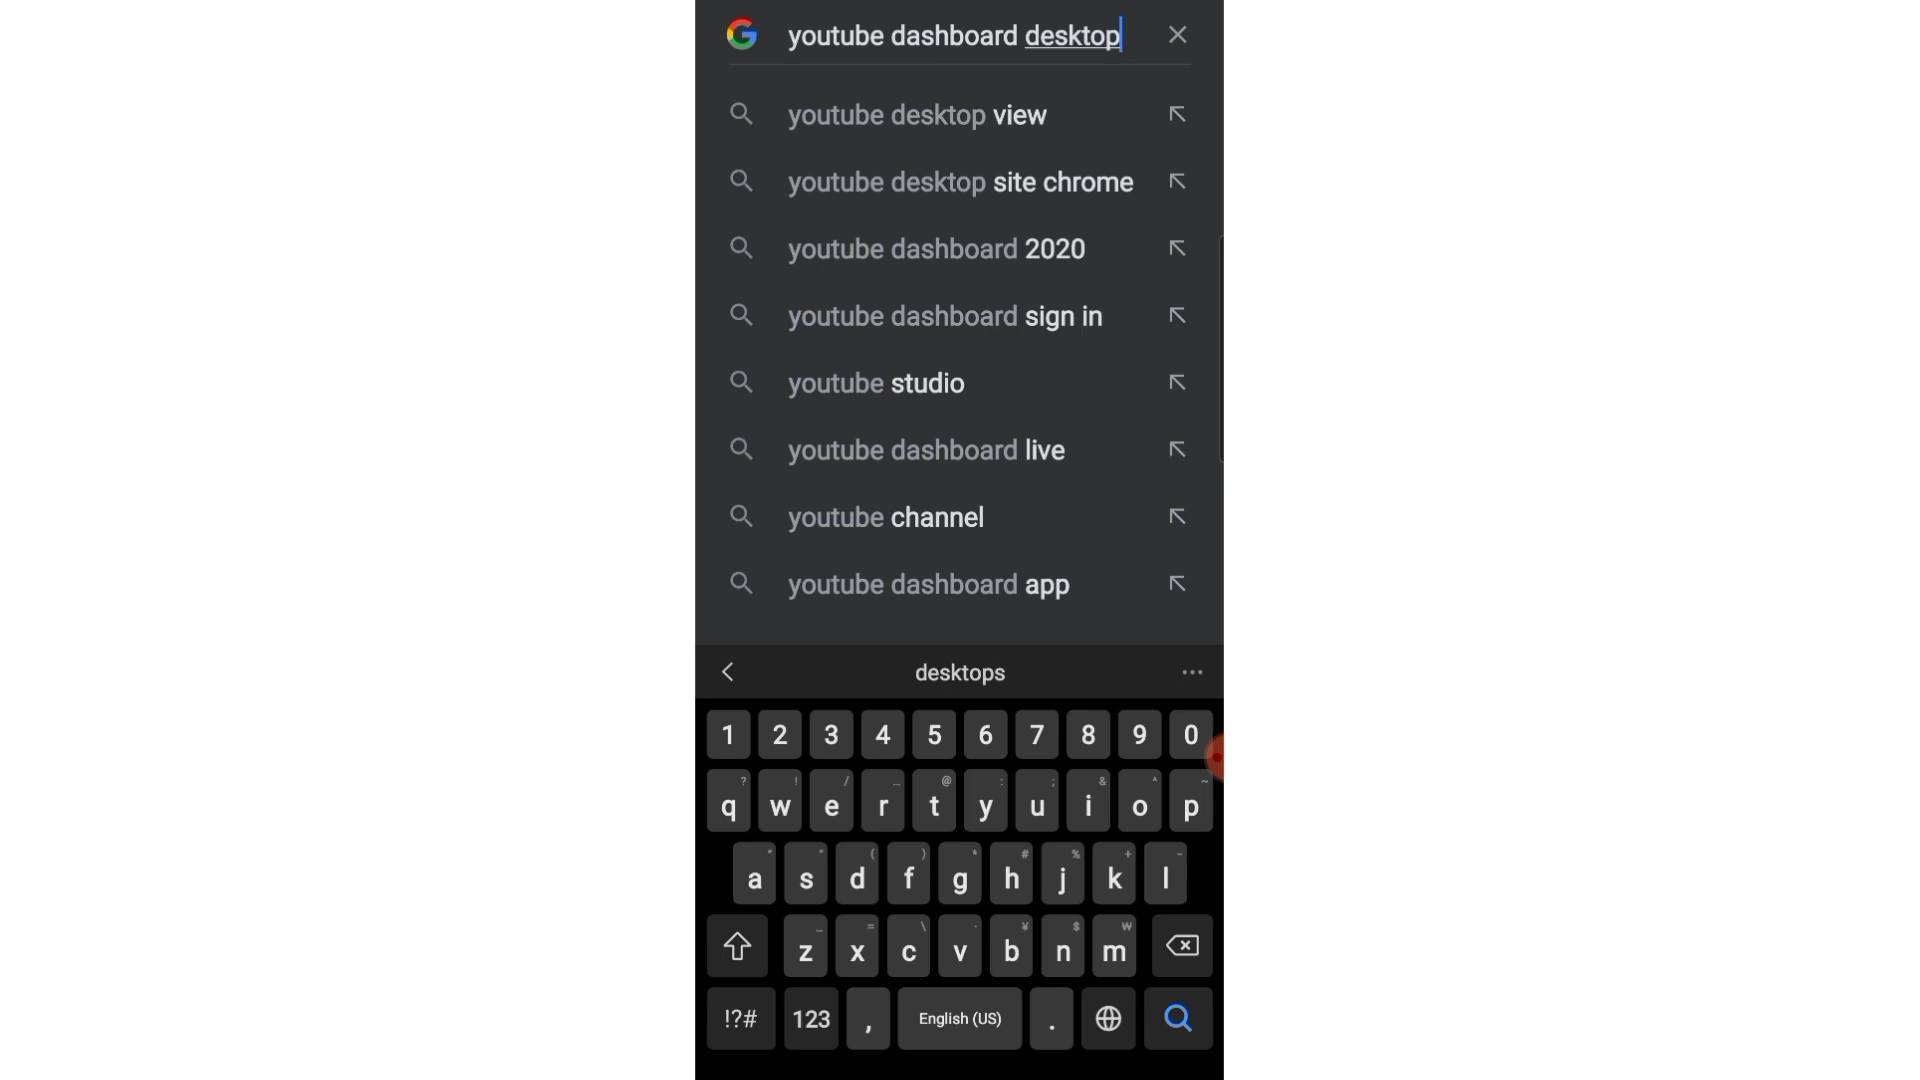 youtube dashboard desktop
youtube desktop view
youtube desktop site chrome
youtube dashboard 2020
youtube dashboard sign in
youtube studio
youtube dashboard live
youtube channel
youtube dashboard app
desktops
1 2 3 4 5 6 7 8 9 0
q w e r t y u i o p
a s d f g h j k l
z x c v b n m
!?# 123 , English (US) .